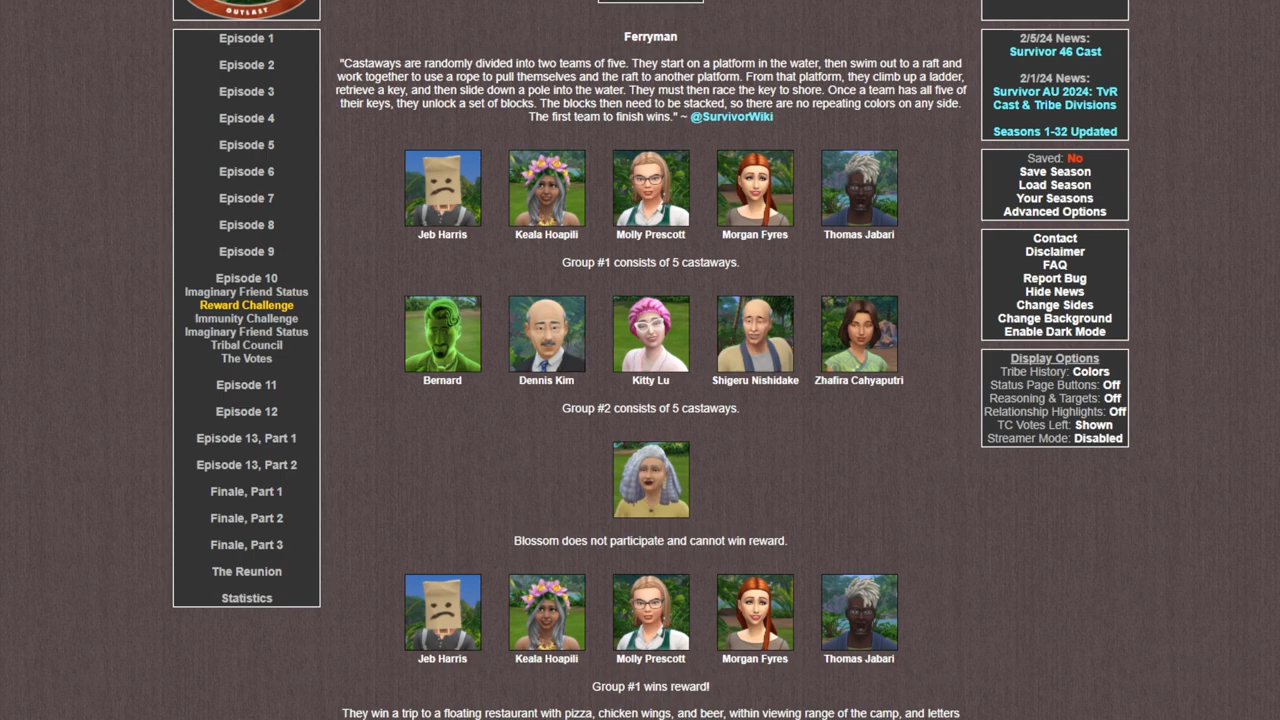 OUTLAST
Episode 1
Episode 2
Episode 3
Episode 4
Episode 5
Episode 6
Episode 7
Episode 8
Episode 9
Episode 10
Imaginary Friend Status
Reward Challenge
Immunity Challenge
Imaginary Friend Status
Tribal Council
The Votes
Episode 11
Episode 12
Episode 13, Part 1
Episode 13, Part 2
Finale, Part 1
Finale, Part 2
Finale, Part 3
The Reunion
Statistics
Ferryman
"Castaways are randomly divided into two teams of five. They start on a platform in the water, then swim out to a raft and
work together to use a rope to pull themselves and the raft to another platform. From that platform, they climb up a ladder,
retrieve a key, and then slide down a pole into the water. They must then race the key to shore. Once a team has all five of
their keys, they unlock a set of blocks. The blocks then need to be stacked, so there are no repeating colors on any side.
The first team to finish wins." ~ @SurvivorWiki
Jeb Harris Keala Hoapili Molly Prescott Morgan Fyres Thomas Jabari
Group #1 consists of 5 castaways.
Bernard Dennis Kim Kitty Lu Shigeru Nishidake Zhafira Cahyaputri
Group #2 consists of 5 castaways.
Blossom does not participate and cannot win reward.
Jeb Harris Keala Hoapili Molly Prescott Morgan Fyres Thomas Jabari
Group #1 wins reward!
They win a trip to a floating restaurant with pizza, chicken wings, and beer, within viewing range of the camp, and letters
2/5/24 News:
Survivor 46 Cast
2/1/24 News:
Survivor AU 2024: TvR
Cast & Tribe Divisions
Seasons 1-32 Updated
Saved: No
Save Season
Load Season
Your Seasons
Advanced Options
Contact
Disclaimer
FAQ
Report Bug
Hide News
Change Sides
Change Background
Enable Dark Mode
Display Options
Tribe History: Colors
Status Page Buttons: Off
Reasoning & Targets: Off
Relationship Highlights: Off
TC Votes Left: Shown
Streamer Mode: Disabled